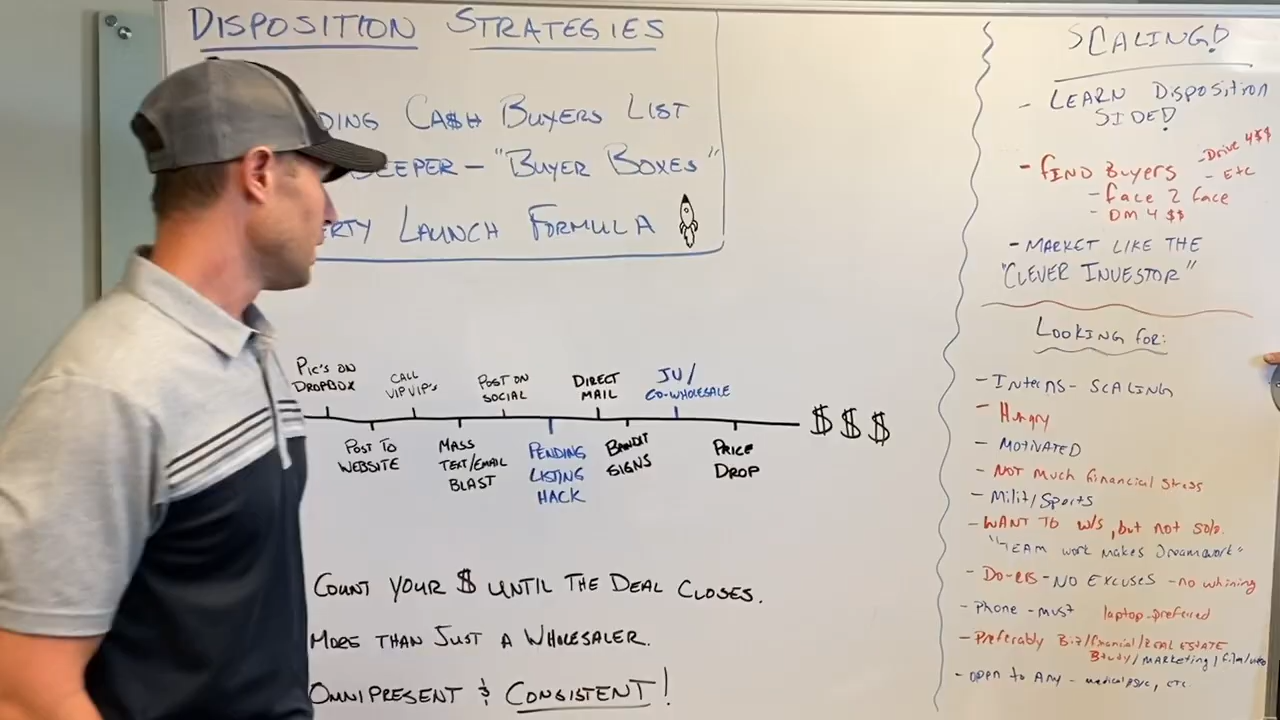 DISPOSITION STRATEGIES
DING CA$H BUYERS LIST
EEPER – "BUYER BOXES"
ERTY LAUNCH FORMULA
PIC'S ON
DROPBOX
CALL
VIP VIP'S
POST ON
SOCIAL
DIRECT
MAIL
JV/
CO-WHOLESALE
$ $ $
POST TO
WEBSITE
MASS
TEXT/EMAIL
BLAST
PENDING
LISTING
HACK
BANDIT
SIGNS
PRICE
DROP
COUNT YOUR $ UNTIL THE DEAL CLOSES.
MORE THAN JUST A WHOLESALER.
OMNIPRESENT & CONSISTENT!
SCALING!
- LEARN DISPOSITION
SIDE!
- FIND BUYERS
- Drive 4 $$
- Etc
- Face 2 Face
- DM 4 $$
- MARKET LIKE THE
"CLEVER INVESTOR"
LOOKING FOR:
- Interns - SCALING
- Hungry
- MOTIVATED
- NOT Much financial stress
- Milit/Sports
- WANT TO w/s, but not solo.
"TEAM work makes Dreamwork"
- Do-ers - NO EXCUSES - no whining
- Phone - must laptop-preferred
- Preferably Biz/financial/REAL ESTATE
/MARKETING/
- OPEN to ANY - , etc.